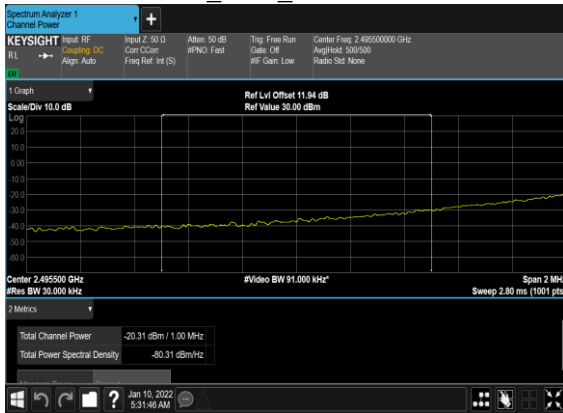 Spectrum Analyzer 1
Channel Power
+
KEYSIGHT
RL
Input: RF
Coupling: DC
Align: Auto
Input Z: 50 Ω
Corr CCorr
Freq Ref: Int (S)
Atten: 50 dB
#PNO: Fast
Trig: Free Run
Gate: Off
#IF Gain: Low
Center Freq: 2.495500000 GHz
Avg|Hold: 500/500
Radio Std: None
LNI
1 Graph
Scale/Div 10.0 dB
Ref Lvl Offset 11.94 dB
Ref Value 30.00 dBm
Log
20.0
10.0
0.00
-10.0
-20.0
-30.0
-40.0
-50.0
-60.0
Center 2.495500 GHz
#Res BW 30.000 kHz
#Video BW 91.000 kHz*
Span 2 MHz
Sweep 2.80 ms (1001 pts
2 Metrics
Total Channel Power -20.31 dBm / 1.00 MHz
Total Power Spectral Density -80.31 dBm/Hz
?
Jan 10, 2022
5:31:46 AM